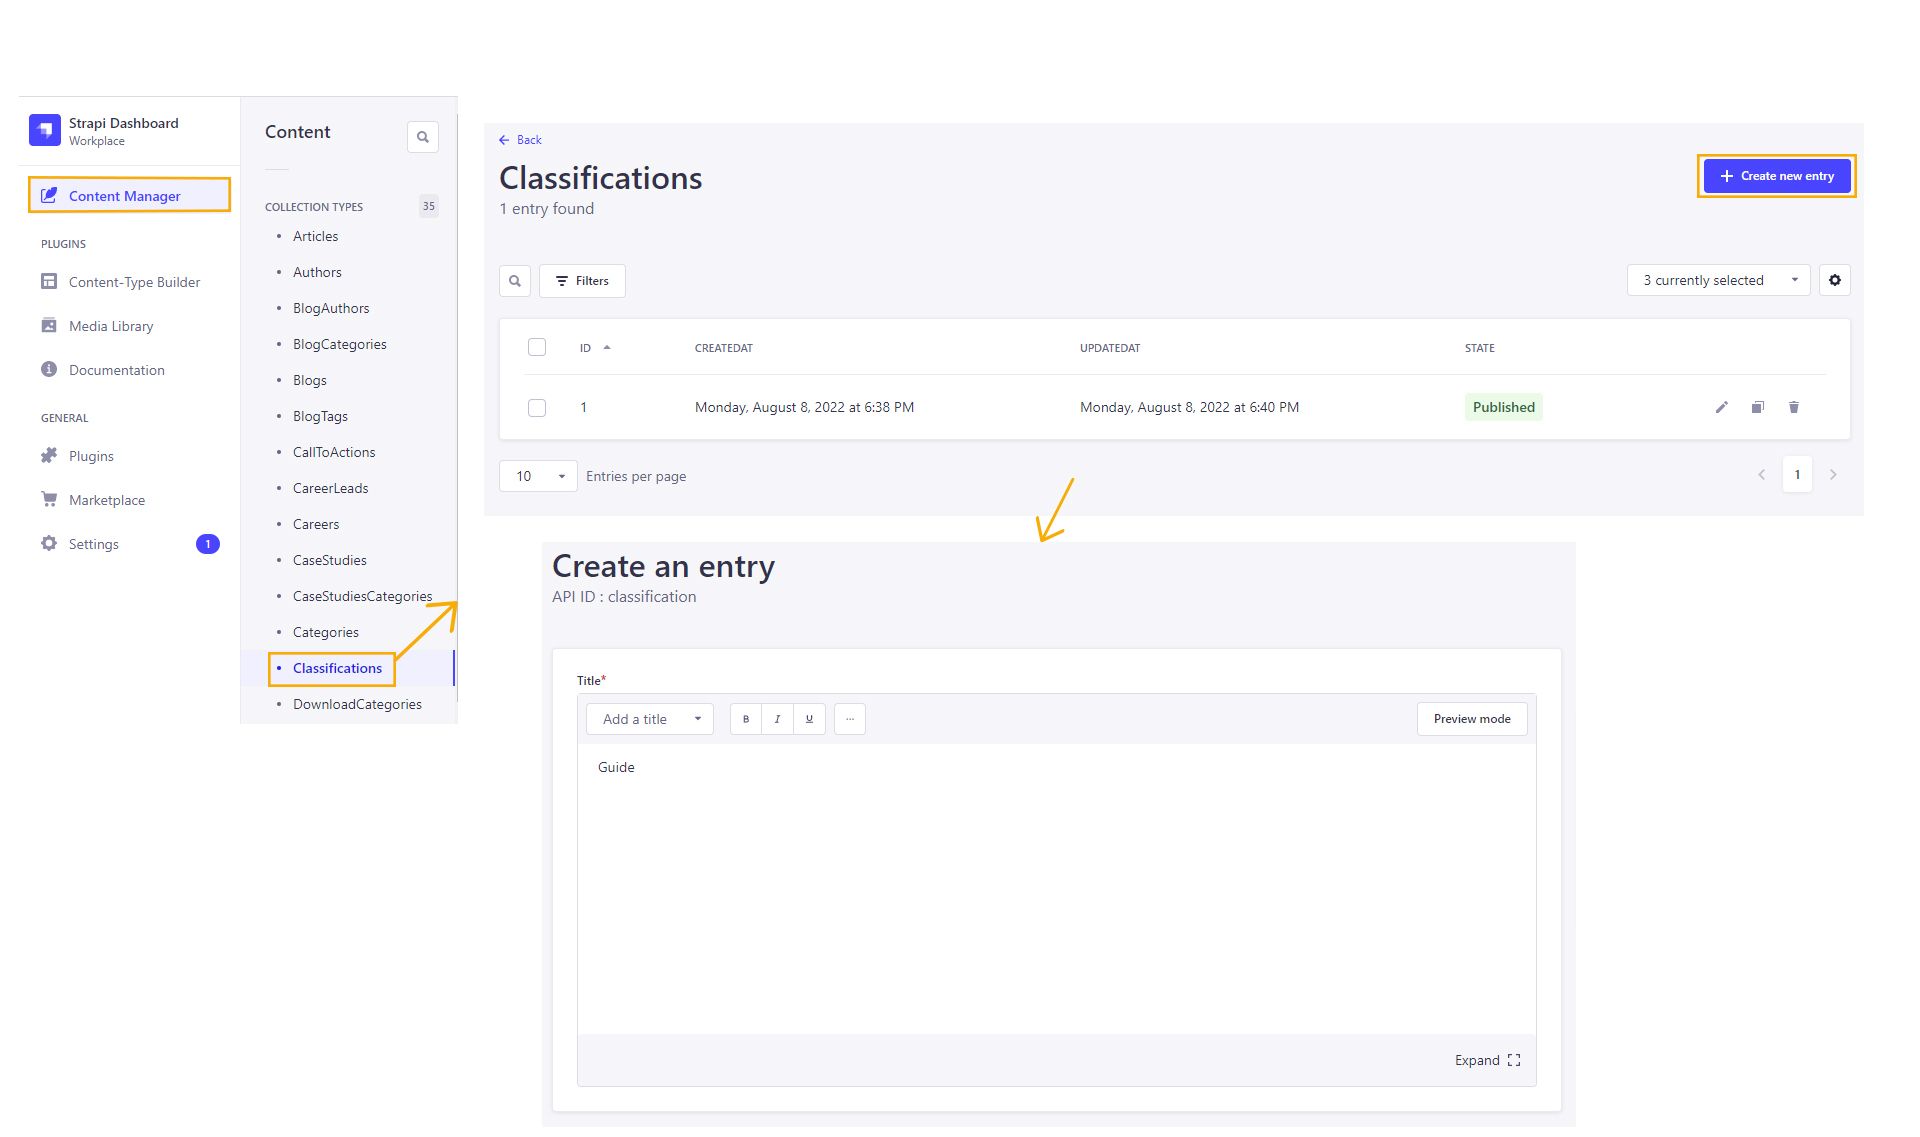 Strapi Dashboard
Workplace
Content Manager
PLUGINS
Content-Type Builder
Media Library
Documentation
GENERAL
Plugins
Marketplace
Settings 1
Content
COLLECTION TYPES 35
Articles
Authors
BlogAuthors
BlogCategories
Blogs
BlogTags
CallToActions
CareerLeads
Careers
CaseStudies
CaseStudiesCategories
Categories
Classifications
DownloadCategories
Back
Classifications
1 entry found
Create new entry
Filters
3 currently selected
ID CREATEDAT UPDATEDAT STATE
1 Monday, August 8, 2022 at 6:38 PM Monday, August 8, 2022 at 6:40 PM Published
10 Entries per page
1
Create an entry
API ID : classification
Title*
Add a title B I U ... Preview mode
Guide
Expand